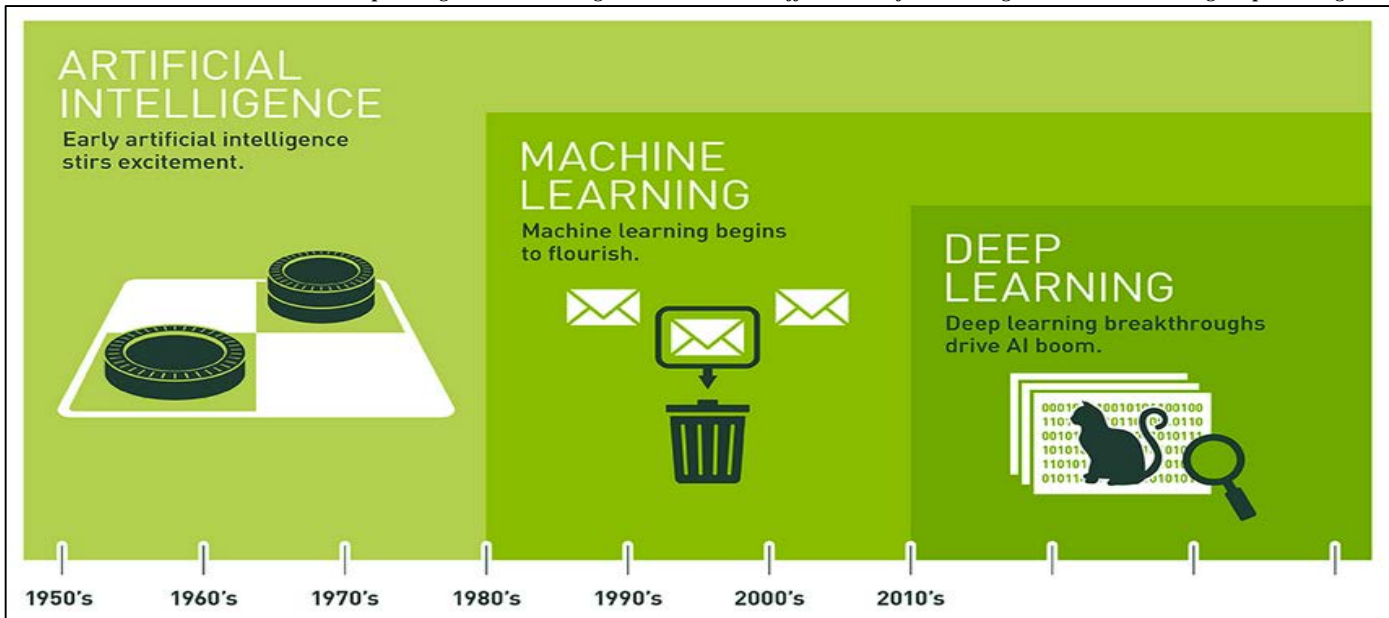 ARTIFICIAL
INTELLIGENCE
Early artificial intelligence
stirs excitement.
MACHINE
LEARNING
Machine learning begins
to flourish.
DEEP
LEARNING
Deep learning breakthroughs
drive AI boom.
1950's 1960's 1970's 1980's 1990's 2000's 2010's